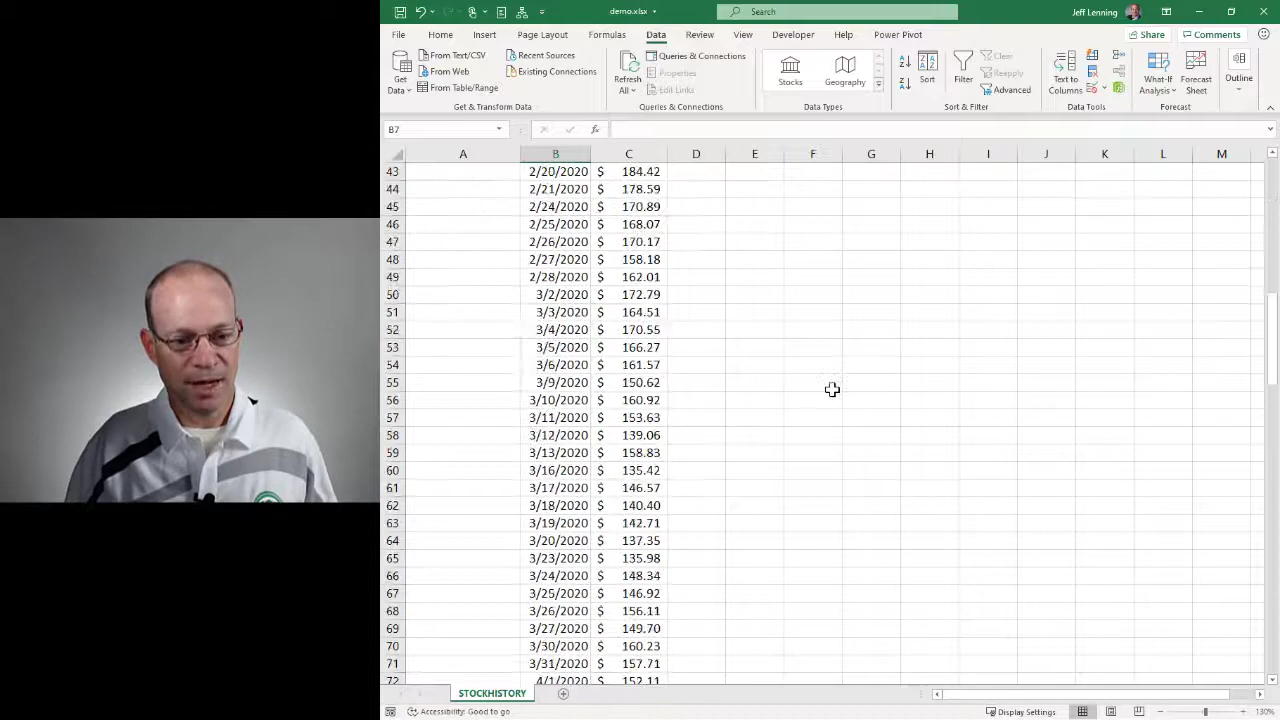 demo.xlsx
Search
Jeff Lenning
File Home Insert Page Layout Formulas Data Review View Developer Help Power Pivot
Share Comments
Get Data
From Text/CSV
From Web
From Table/Range
Recent Sources
Existing Connections
Get & Transform Data
Refresh All
Queries & Connections
Properties
Edit Links
Queries & Connections
Stocks
Geography
Data Types
Sort
Filter
Clear
Reapply
Advanced
Sort & Filter
Text to Columns
Data Tools
What-If Analysis
Forecast Sheet
Forecast
Outline
B7
fx
A B C D E F G H I J K L M
43 2/20/2020 $ 184.42
44 2/21/2020 $ 178.59
45 2/24/2020 $ 170.89
46 2/25/2020 $ 168.07
47 2/26/2020 $ 170.17
48 2/27/2020 $ 158.18
49 2/28/2020 $ 162.01
50 3/2/2020 $ 172.79
51 3/3/2020 $ 164.51
52 3/4/2020 $ 170.55
53 3/5/2020 $ 166.27
54 3/6/2020 $ 161.57
55 3/9/2020 $ 150.62
56 3/10/2020 $ 160.92
57 3/11/2020 $ 153.63
58 3/12/2020 $ 139.06
59 3/13/2020 $ 158.83
60 3/16/2020 $ 135.42
61 3/17/2020 $ 146.57
62 3/18/2020 $ 140.40
63 3/19/2020 $ 142.71
64 3/20/2020 $ 137.35
65 3/23/2020 $ 135.98
66 3/24/2020 $ 148.34
67 3/25/2020 $ 146.92
68 3/26/2020 $ 156.11
69 3/27/2020 $ 149.70
70 3/30/2020 $ 160.23
71 3/31/2020 $ 157.71
72 4/1/2020 $ 152.11
STOCKHISTORY
Accessibility: Good to go
Display Settings
130%